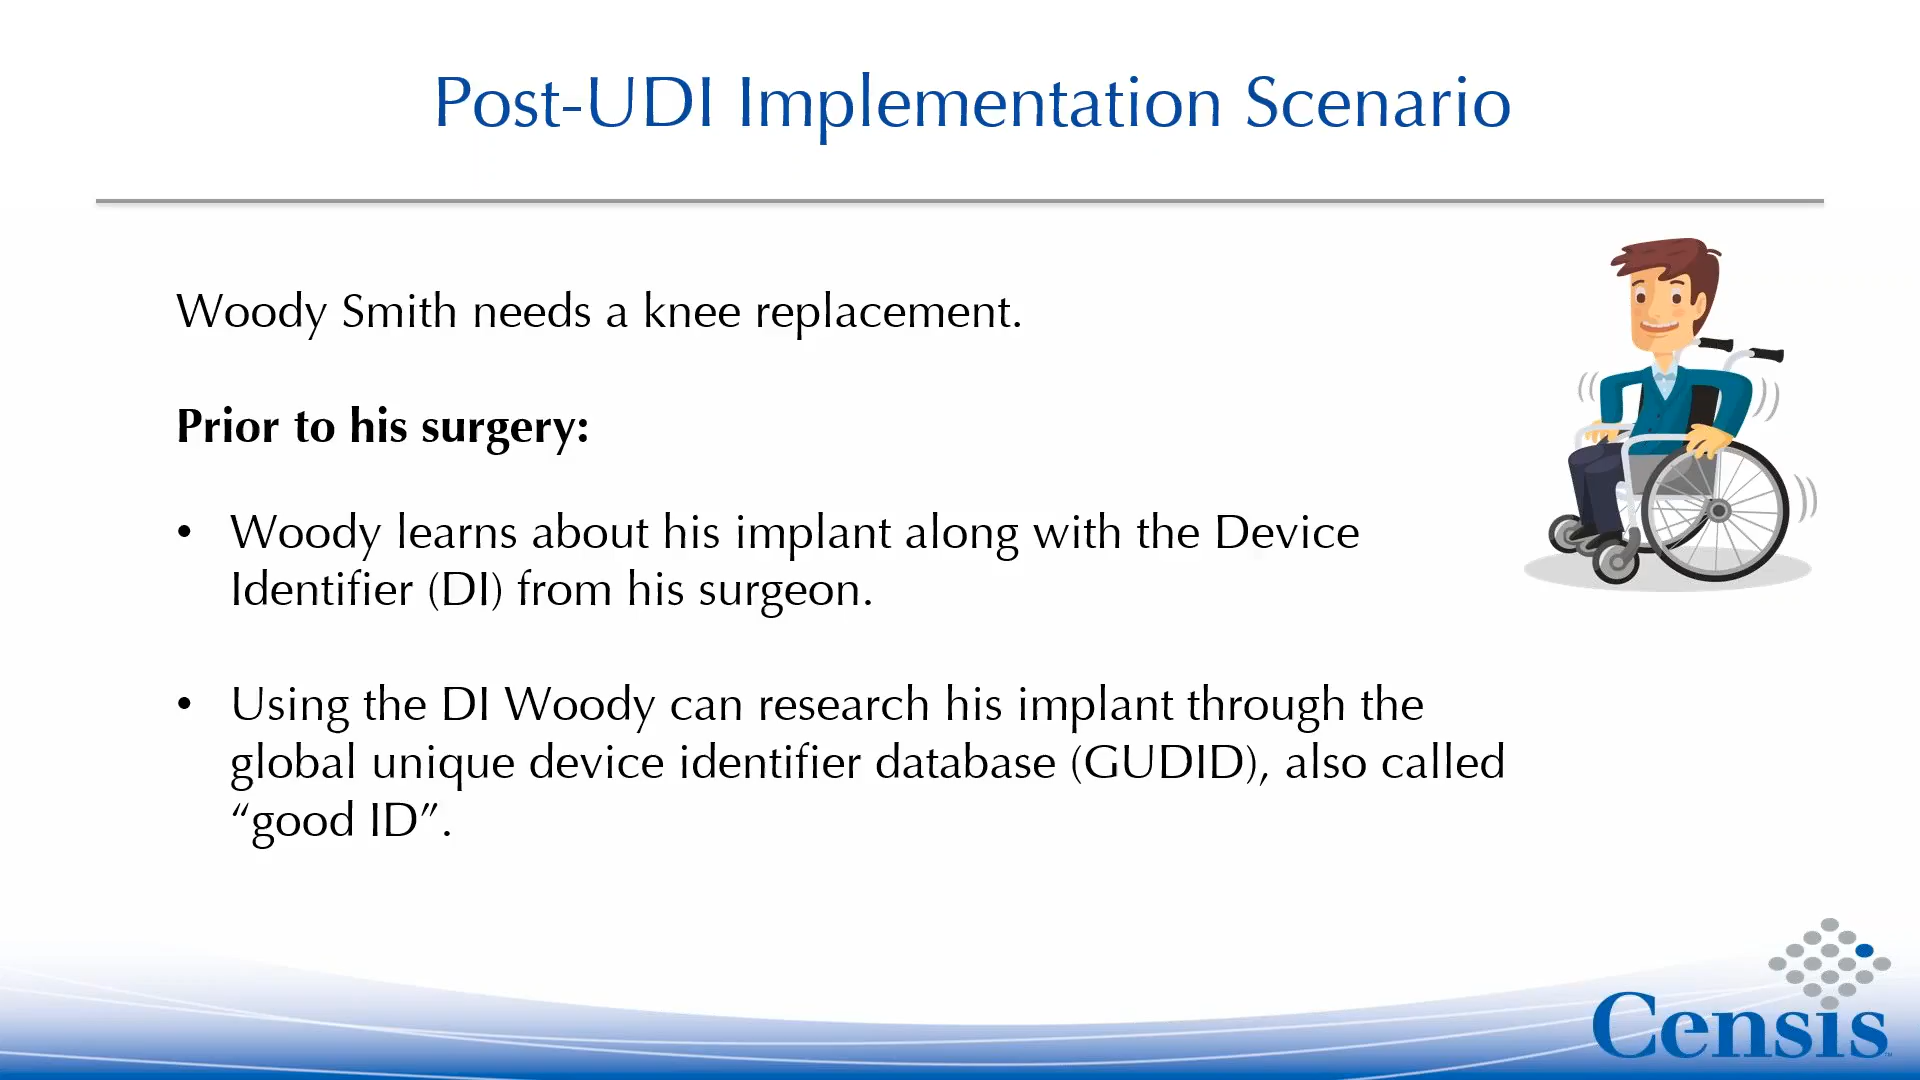 Post-UDI Implementation Scenario
Woody Smith needs a knee replacement.
Prior to his surgery:
• Woody learns about his implant along with the Device
Identifier (DI) from his surgeon.
• Using the DI Woody can research his implant through the
global unique device identifier database (GUDID), also called
“good ID”.
Censis™